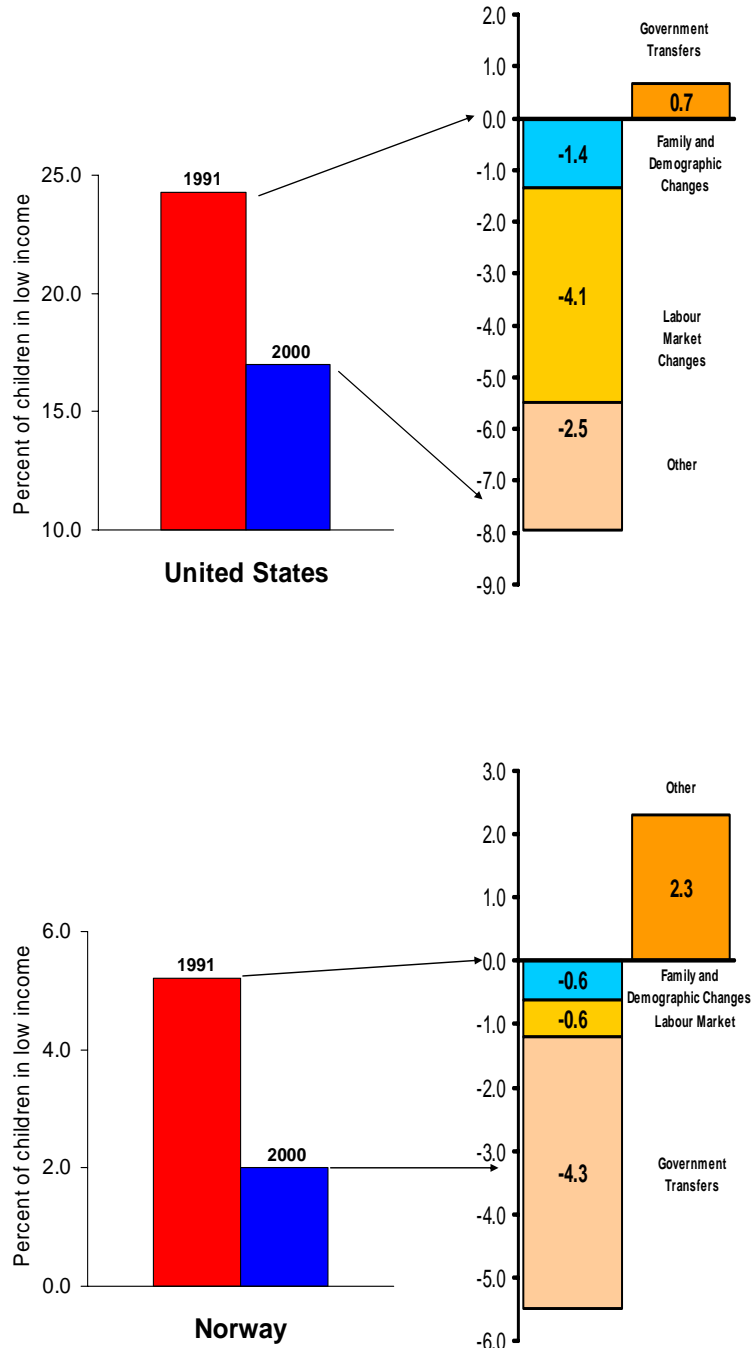 2.0
Government
Transfers
1.0
0.7
0.0
-1.4
Family and
Demographic
Changes
-1.0
-2.0
-3.0
-4.1
-4.0
Labour
Market
Changes
-5.0
-2.5
-6.0
Other
-7.0
-8.0
-9.0
Percent of children in low income
25.0
20.0
15.0
10.0
1991
2000
United States
3.0
Other
2.0
2.3
1.0
0.0
-0.6
Family and
Demographic Changes
-0.6
Labour Market
-1.0
-2.0
-3.0
-4.3
Government
Transfers
-4.0
-5.0
-6.0
Percent of children in low income
6.0
4.0
2.0
0.0
1991
2000
Norway